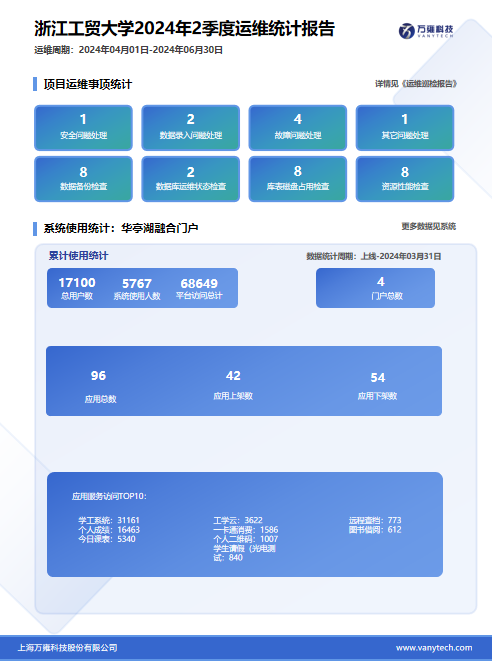 浙江工贸大学2024年2季度运维统计报告
万雍科技
VANYTECH
运维周期：2024年04月01日-2024年06月30日
项目运维事项统计
详情见《运维巡检报告》
1
安全问题处理
2
数据录入问题处理
4
故障问题处理
1
其它问题处理
8
数据备份检查
2
数据库运维状态检查
8
库表磁盘占用检查
8
资源性能检查
系统使用统计：华亭湖融合门户
更多数据见系统
累计使用统计
数据统计周期：上线-2024年03月31日
17100
总用户数
5767
系统使用人数
68649
平台访问总计
4
门户总数
96
应用总数
42
应用上架数
54
应用下架数
应用服务访问TOP10：
学工系统：31161
个人成绩：16463
今日课表：5340
工学云：3622
一卡通消费：1586
个人二维码：1007
学生请假（光电测
试：840
远程查档：773
图书借阅：612
上海万雍科技股份有限公司
www.vanytech.com